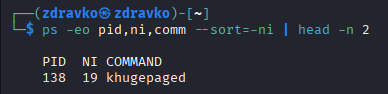 ┌──(zdravko㉿zdravko)-[~]
└─$ ps -eo pid,ni,comm --sort=-ni | head -n 2
PID NI COMMAND
138 19 khugepaged